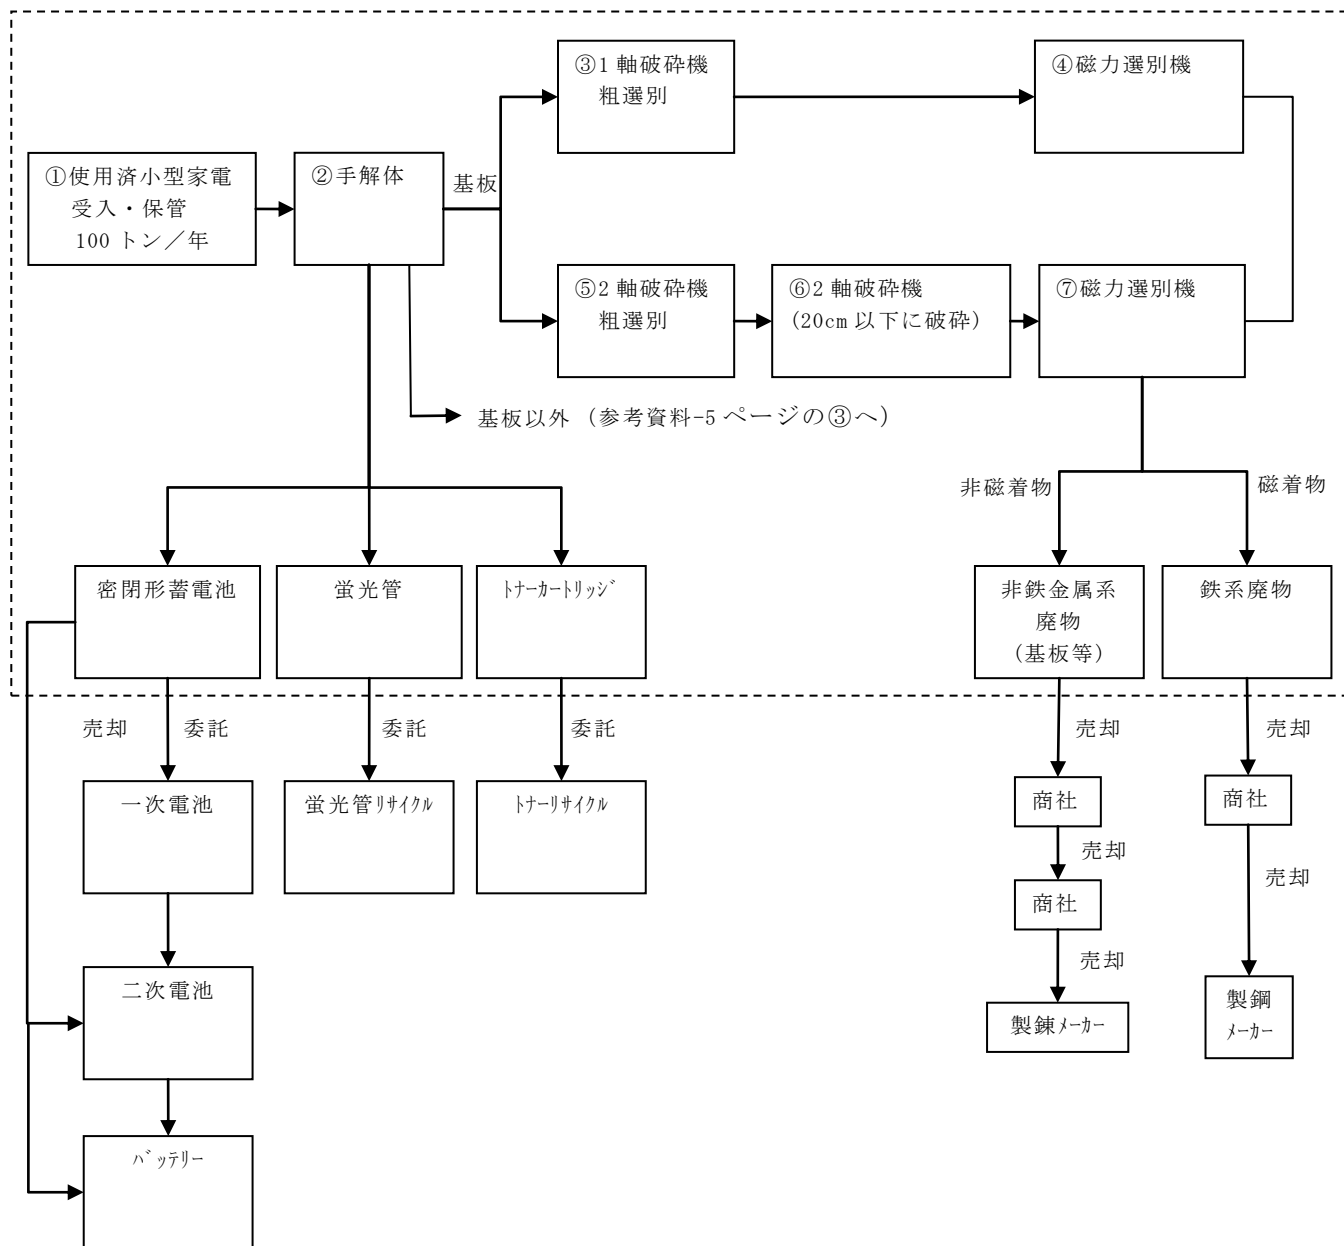 ③1 軸破砕機
粗選別
④磁力選別機
①使用済小型家電
受入・保管
100 トン／年
②手解体
基板
⑤2 軸破砕機
粗選別
⑥2 軸破砕機
(20cm 以下に破砕)
⑦磁力選別機
基板以外 (参考資料-5 ページの③へ)
非磁着物
磁着物
密閉形蓄電池
蛍光管
ﾄﾅｰｶｰﾄﾘｯｼﾞ
非鉄金属系
廃物
(基板等)
鉄系廃物
売却
委託
委託
委託
売却
売却
一次電池
蛍光管ﾘｻｲｸﾙ
ﾄﾅｰﾘｻｲｸﾙ
商社
商社
売却
売却
商社
売却
二次電池
製錬ﾒｰｶｰ
製鋼
ﾒｰｶｰ
ﾊﾞｯﾃﾘｰ